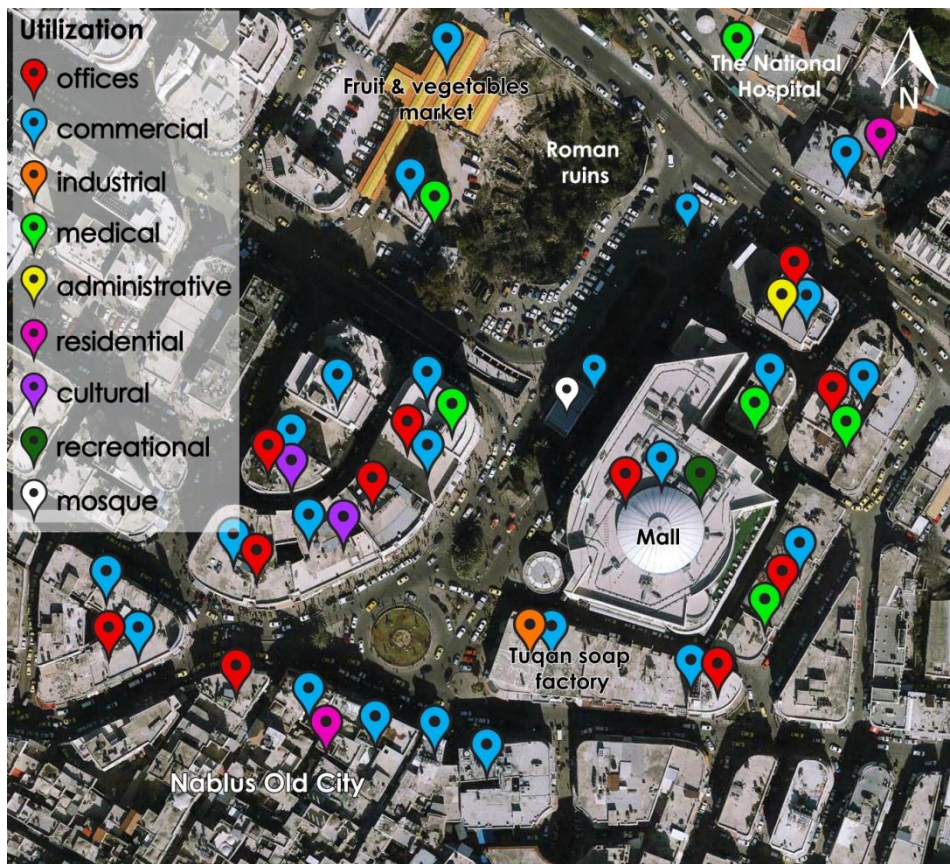 Utilization
offices
commercial
industrial
medical
administrative
residential
cultural
recreational
mosque
Fruit & vegetables
market
The National
Hospital
N
Roman
ruins
Mall
Tuqan soap
factory
Nablus Old City